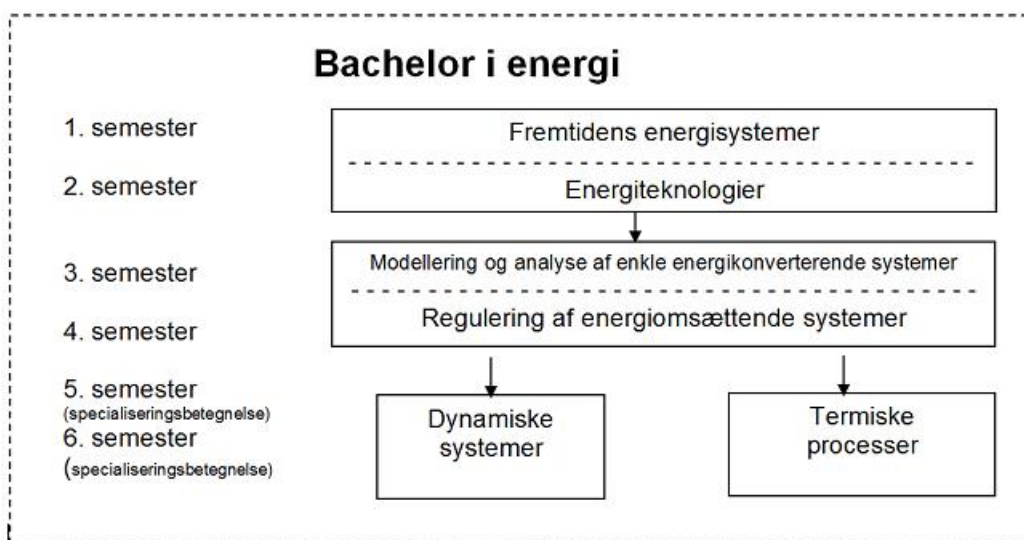 Bachelor i energi
1. semester
Fremtidens energisystemer
2. semester
Energiteknologier
3. semester
Modellering og analyse af enkle energikonverterende systemer
4. semester
Regulering af energiomsættende systemer
5. semester
(specialiseringsbetegnelse)
6. semester
(specialiseringsbetegnelse)
Dynamiske
systemer
Termiske
processer